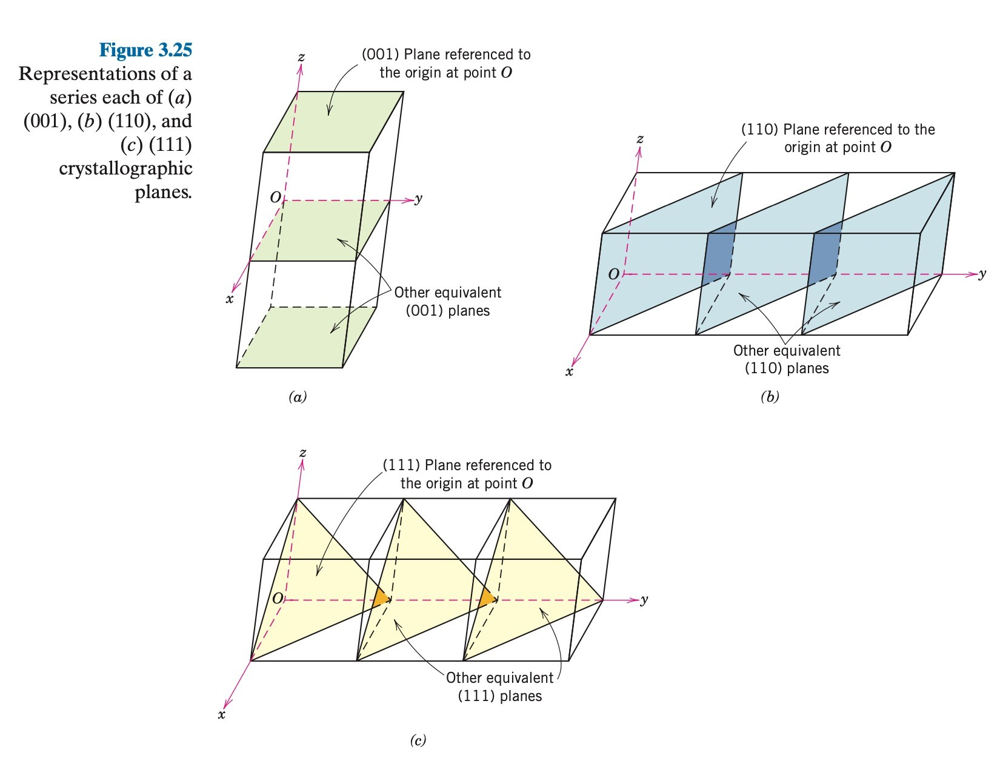 Figure 3.25
Representations of a
series each of (a)
(001), (b) (110), and
(c) (111)
crystallographic
planes.
z
(001) Plane referenced to
the origin at point O
O
y
x
Other equivalent
(001) planes
(a)
(110) Plane referenced to the
origin at point O
z
O
y
x
Other equivalent
(110) planes
(b)
z
(111) Plane referenced to
the origin at point O
O
y
Other equivalent
(111) planes
x
(c)